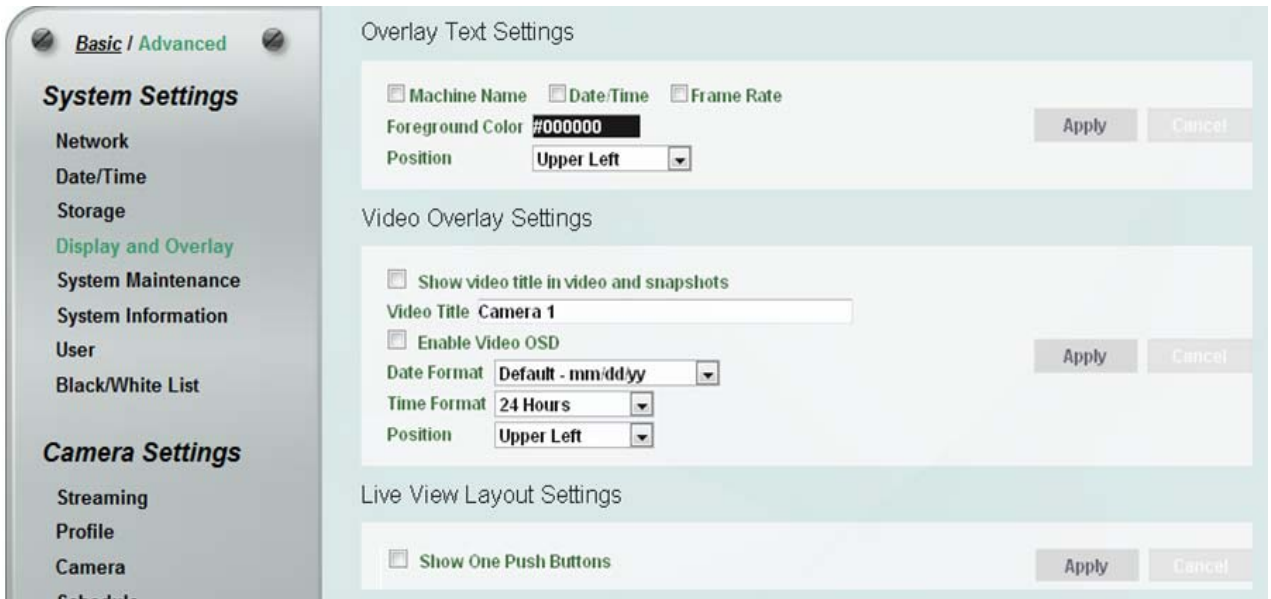 Basic / Advanced
System Settings
Network
Date/Time
Storage
Display and Overlay
System Maintenance
System Information
User
Black/White List
Camera Settings
Streaming
Profile
Camera
Schedule
Overlay Text Settings
Machine Name Date/Time Frame Rate
Foreground Color #000000
Position Upper Left
Apply Cancel
Video Overlay Settings
Show video title in video and snapshots
Video Title Camera 1
Enable Video OSD
Date Format Default - mm/dd/yy
Time Format 24 Hours
Position Upper Left
Apply Cancel
Live View Layout Settings
Show One Push Buttons
Apply Cancel